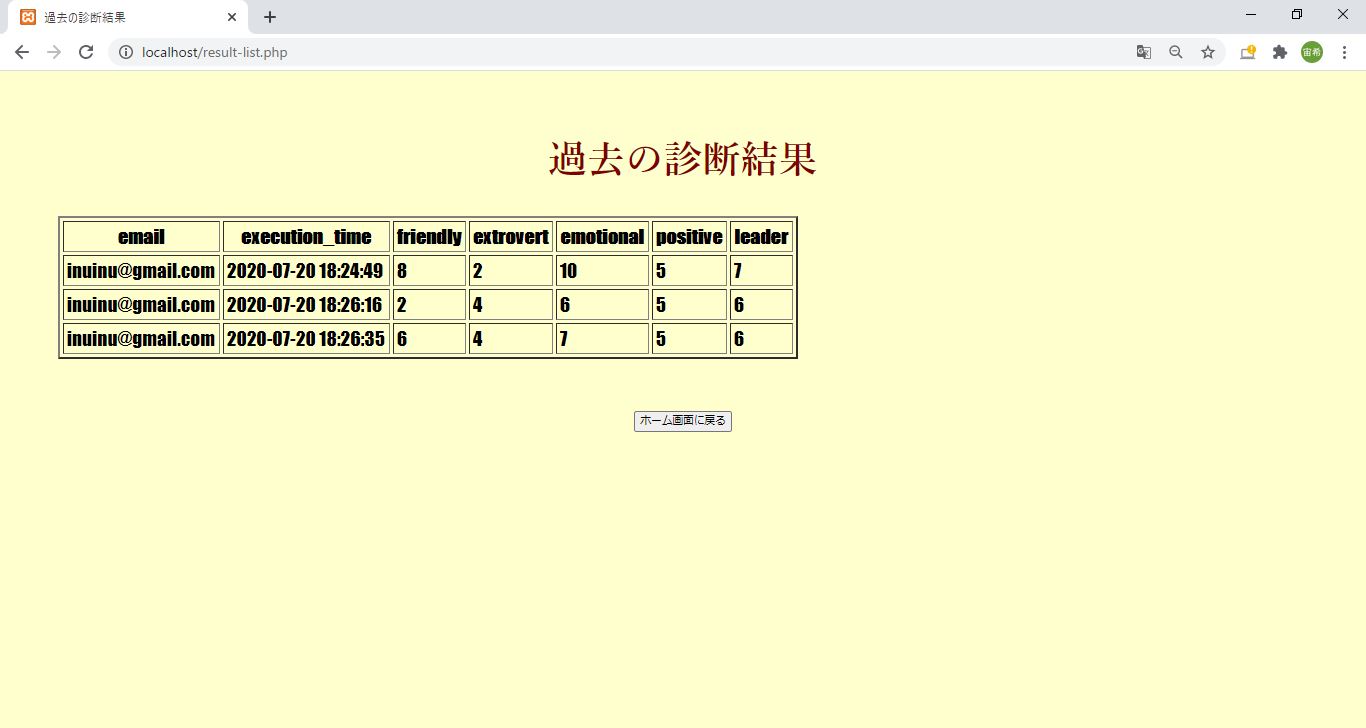 過去の診断結果
localhost/result-list.php
宙希
過去の診断結果
email execution_time friendly extrovert emotional positive leader
inuinu@gmail.com 2020-07-20 18:24:49 8 2 10 5 7
inuinu@gmail.com 2020-07-20 18:26:16 2 4 6 5 6
inuinu@gmail.com 2020-07-20 18:26:35 6 4 7 5 6
ホーム画面に戻る